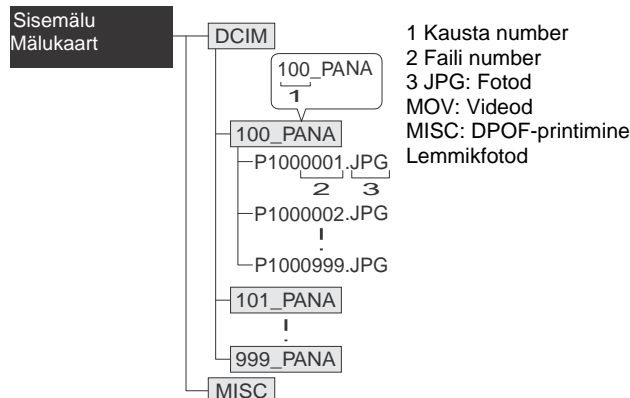 Sisemälu
Mälukaart
DCIM
100_PANA
1
100_PANA
P1000001.JPG
2 3
P1000002.JPG
P1000999.JPG
101_PANA
999_PANA
MISC
1 Kausta number
2 Faili number
3 JPG: Fotod
MOV: Videod
MISC: DPOF-printimine
Lemmikfotod